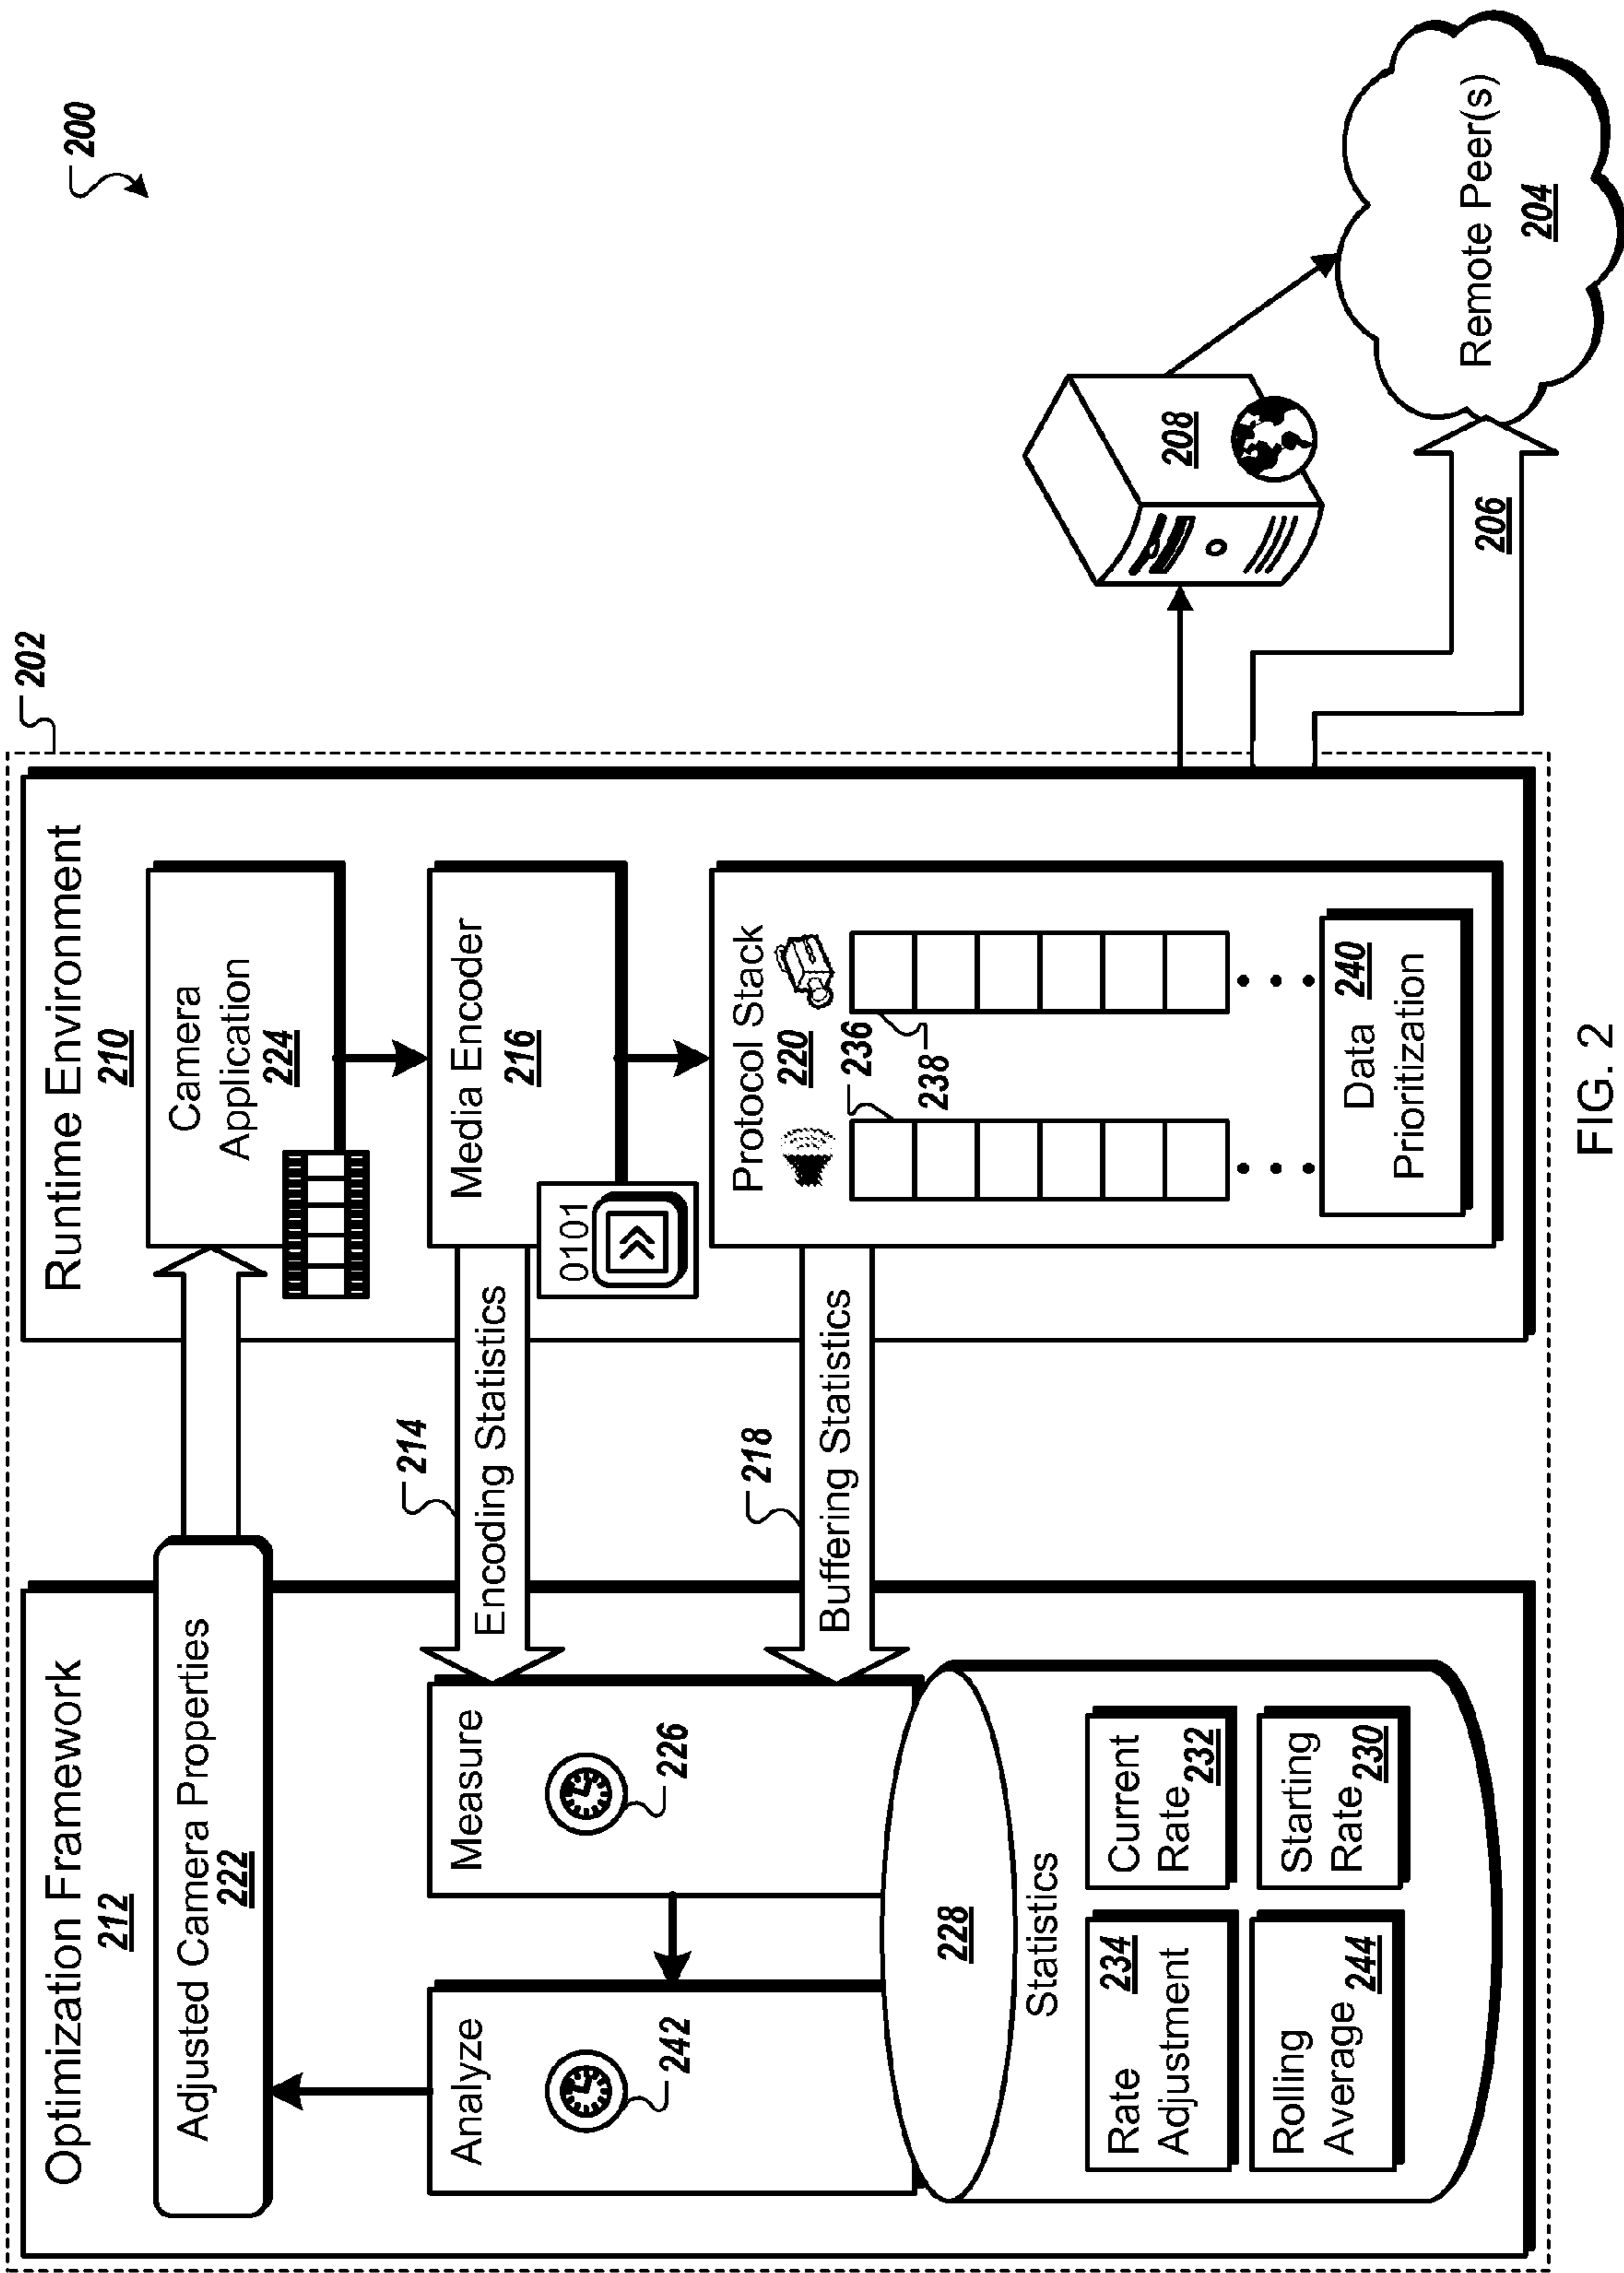 200
202
Optimization Framework
212
Adjusted Camera Properties
222
Analyze
242
Measure
226
228
Statistics
Rate
234
Adjustment
Current
Rate 232
Rolling
Average 244
Starting
Rate 230
214
Encoding Statistics
218
Buffering Statistics
Runtime Environment
210
Camera
Application
224
Media Encoder
216
0101
Protocol Stack
220
236
238
Data 240
Prioritization
208
206
Remote Peer(s)
204
FIG. 2